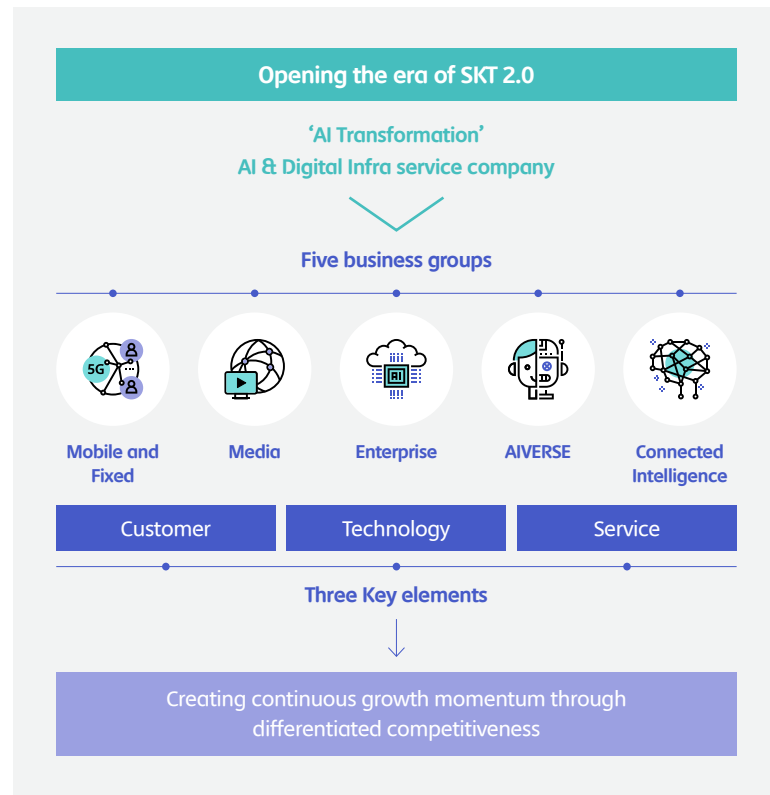 Opening the era of SKT 2.0
‘AI Transformation’
AI & Digital Infra service company
Five business groups
5G
AI
Mobile and
Fixed
Media
Enterprise
AIVERSE
Connected
Intelligence
Customer
Technology
Service
Three Key elements
Creating continuous growth momentum through
differentiated competitiveness